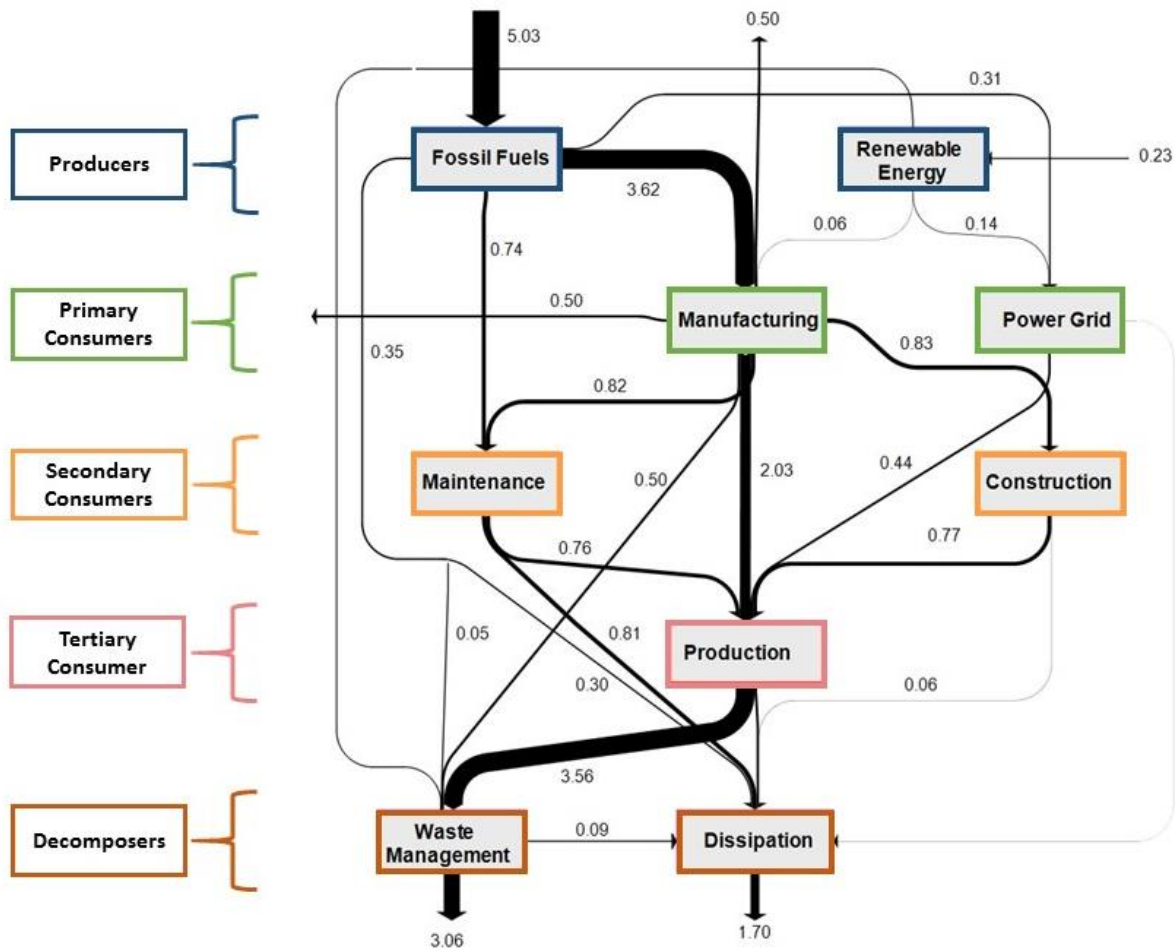 0.50
5.03
0.31
Producers
Fossil Fuels
Renewable
Energy
0.23
3.62
0.06
0.14
0.74
Primary
Consumers
0.50
Manufacturing
Power Grid
0.83
0.35
0.82
Secondary
Consumers
Maintenance
0.50
2.03
0.44
Construction
0.76
0.77
Tertiary
Consumer
0.05
0.81
Production
0.30
0.06
3.56
Decomposers
Waste
Management
0.09
Dissipation
3.06
1.70